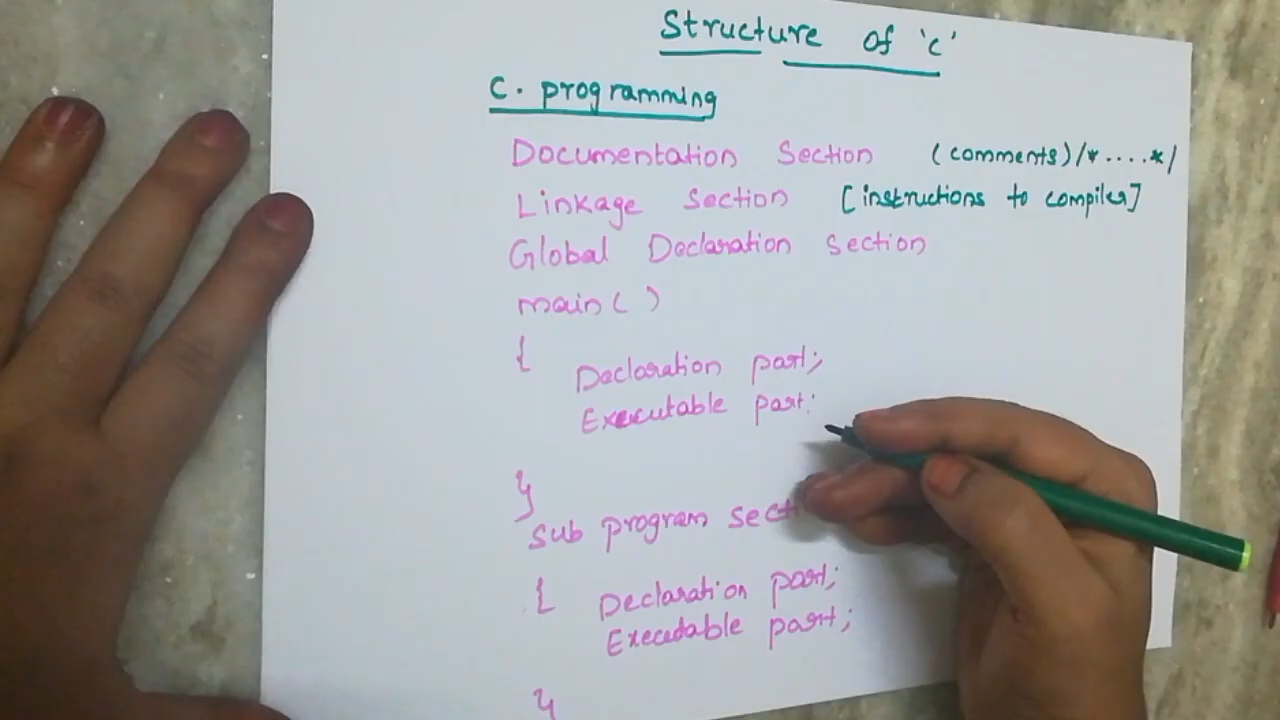 Structure of 'c'
C. programming
Documentation Section (comments) /*....*/
Linkage Section [instructions to compiler]
Global Declaration Section
main( )
{
Declaration part;
Executable part;
}
sub program
{ Declaration part;
Executable part;
}